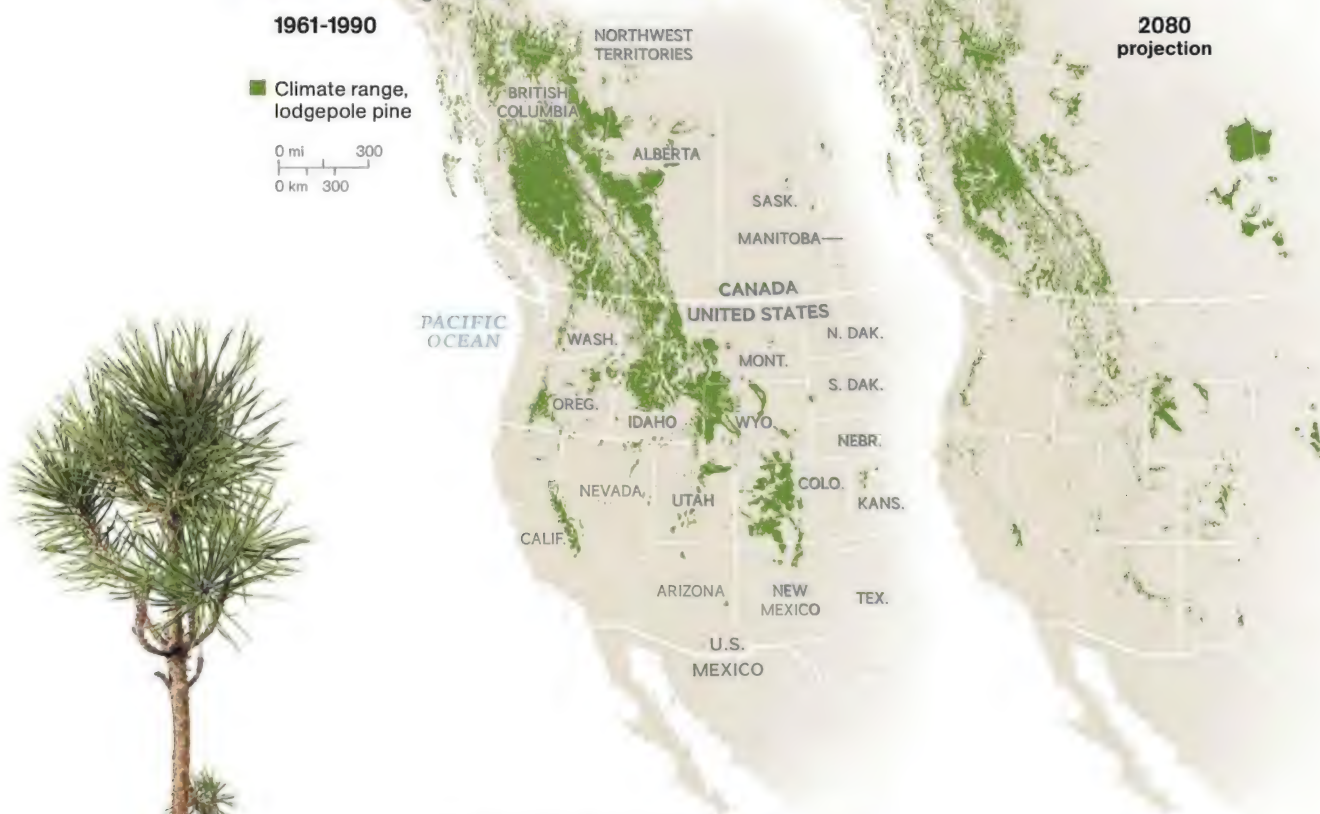 1961-1990
Climate range,
lodgepole pine
0 mi 300
0 km 300
NORTHWEST
TERRITORIES
BRITISH
COLUMBIA
ALBERTA
SASK.
MANITOBA
CANADA
UNITED STATES
PACIFIC
OCEAN
WASH.
N. DAK.
MONT.
S. DAK.
OREG.
IDAHO
WYO.
NEBR.
NEVADA
UTAH
COLO.
KANS.
CALIF.
ARIZONA
NEW
MEXICO
TEX.
U.S.
MEXICO
2080
projection